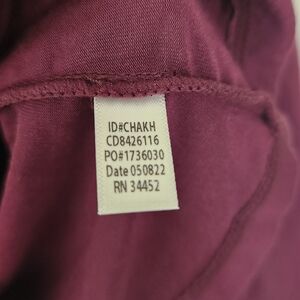 ID#CHAKH
CD8426116
PO#1736030
Date 050822
RN 34452